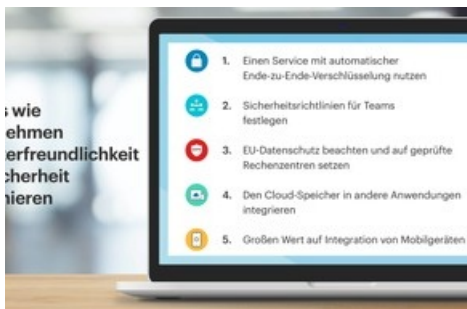 wie
ehmen
erfreundlichkeit
cherheit
nieren
1. Einen Service mit automatischer
Ende-zu-Ende-Verschlüsselung nutzen
2. Sicherheitsrichtlinien für Teams
festlegen
3. EU-Datenschutz beachten und auf geprüfte
Rechenzentren setzen
4. Den Cloud-Speicher in andere Anwendungen
integrieren
5. Großen Wert auf Integration von Mobilgeräten